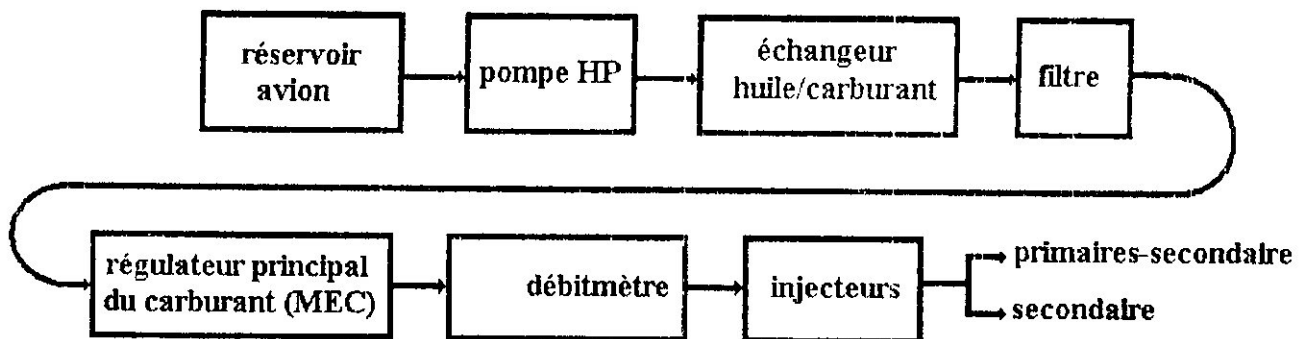 réservoir
avion
pompe HP
échangeur
huile/carburant
filtre
régulateur principal
du carburant (MEC)
débitmètre
injecteurs
primaires-secondaire
secondaire